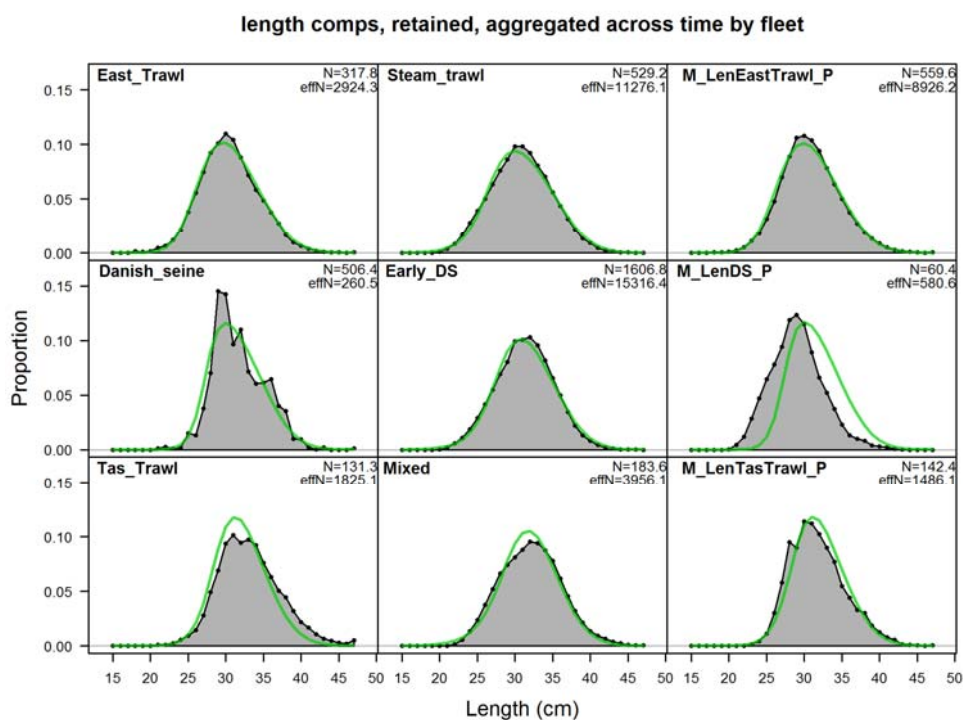 length comps, retained, aggregated across time by fleet
East_Trawl
N=317.8
effN=2924.3
Steam_trawl
N=529.2
effN=11276.1
M_LenEastTrawl_P
N=559.6
effN=8926.2
0.15
0.10
0.05
0.00
Danish_seine
N=506.4
effN=260.5
Early_DS
N=1606.8
effN=15316.4
M_LenDS_P
N=60.4
effN=580.6
0.15
0.10
0.05
0.00
Proportion
Tas_Trawl
N=131.3
effN=1825.1
Mixed
N=183.6
effN=3956.1
M_LenTasTrawl_P
N=142.4
effN=1486.1
0.15
0.10
0.05
0.00
15 20 25 30 35 40 45 50 15 20 25 30 35 40 45 50 15 20 25 30 35 40 45 50
Length (cm)